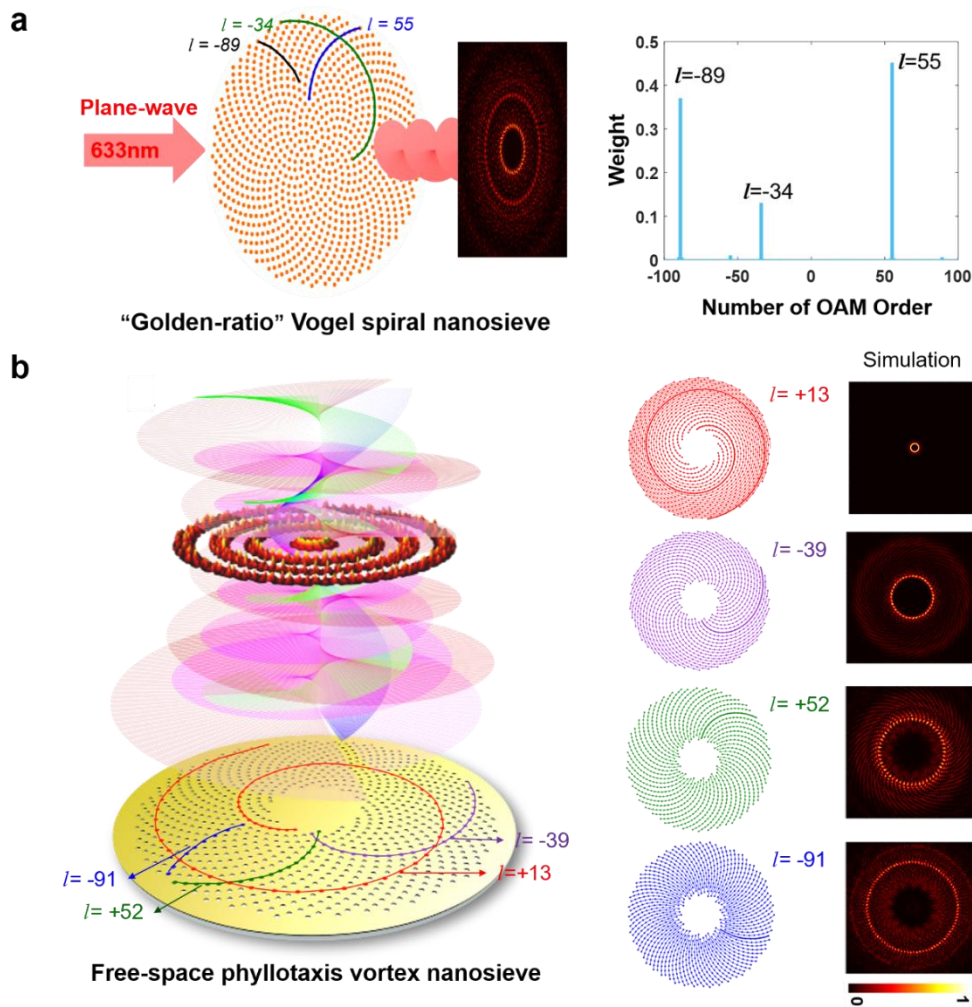 a
l = -34
l = 55
l = -89
Plane-wave
633nm
"Golden-ratio" Vogel spiral nanosieve
0.5
0.4
0.3
0.2
0.1
0
Weight
l=-89
l=55
l=-34
-100
-50
0
50
100
Number of OAM Order
b
Simulation
l= +13
l= -39
l= +52
l= -91
l= -39
l=+13
l= -91
l= +52
Free-space phyllotaxis vortex nanosieve
0
1